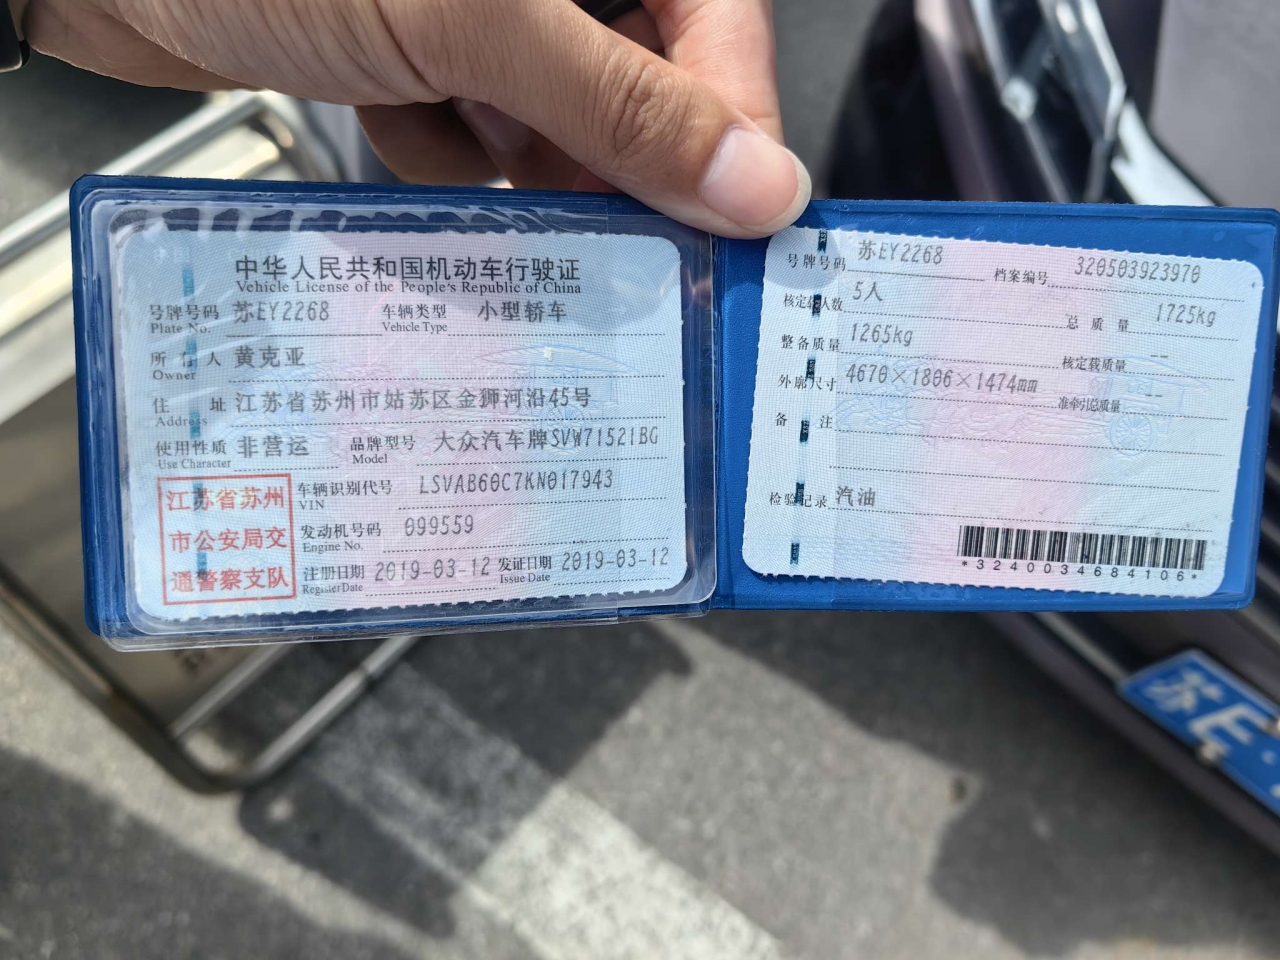 中华人民共和国机动车行驶证
Vehicle License of the People's Republic of China
号牌号码 苏EY2268 车辆类型 小型轿车
Plate No. Vehicle Type
所有人 黄克亚
Owner
住址 江苏省苏州市姑苏区金狮河沿45号
Address
使用性质 非营运 品牌型号 大众汽车牌SVW71521BG
Use Character Model
江苏省苏州
市公安局交
通警察支队
车辆识别代号 LSVAB60C7KN017943
VIN
发动机号码 099559
Engine No.
注册日期 2019-03-12 发证日期 2019-03-12
Register Date Issue Date
号牌号码 苏EY2268 档案编号 320503923970
核定载人数 5人 总质量 1725kg
整备质量 1265kg 核定载质量 --
外廓尺寸 4670×1806×1474mm 准牵引总质量 --
备注
检验记录 汽油
*3240034684106*
苏E